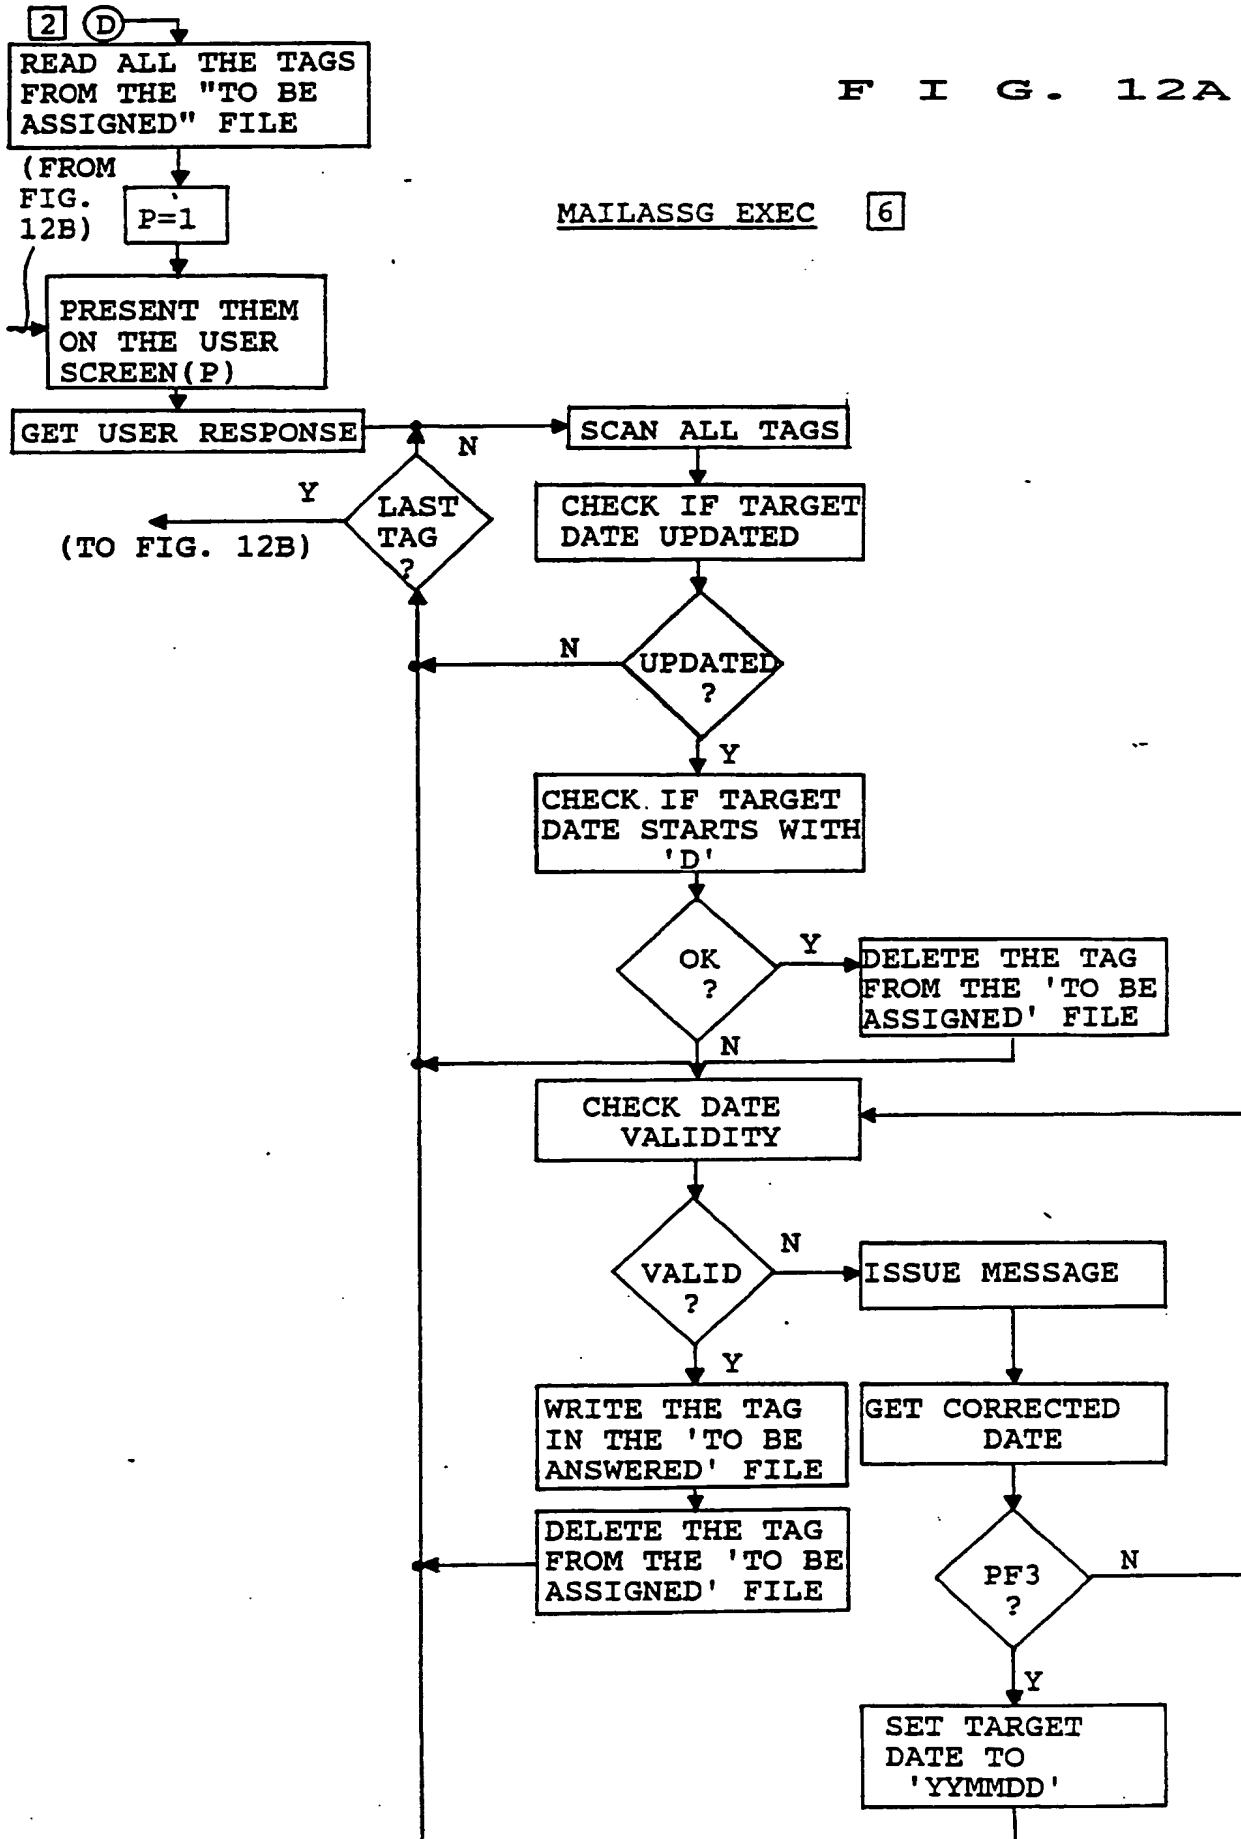 2 D
READ ALL THE TAGS
FROM THE "TO BE
ASSIGNED" FILE
FIG. 12A
(FROM
FIG.
12B)
P=1
MAILASSG EXEC 6
PRESENT THEM
ON THE USER
SCREEN(P)
GET USER RESPONSE
N
SCAN ALL TAGS
Y
LAST
TAG
?
(TO FIG. 12B)
CHECK IF TARGET
DATE UPDATED
N
UPDATED
?
Y
CHECK IF TARGET
DATE STARTS WITH
'D'
OK
?
Y
DELETE THE TAG
FROM THE 'TO BE
ASSIGNED' FILE
N
CHECK DATE
VALIDITY
VALID
?
N
ISSUE MESSAGE
Y
WRITE THE TAG
IN THE 'TO BE
ANSWERED' FILE
GET CORRECTED
DATE
DELETE THE TAG
FROM THE 'TO BE
ASSIGNED' FILE
PF3
?
N
Y
SET TARGET
DATE TO
'YYMMDD'